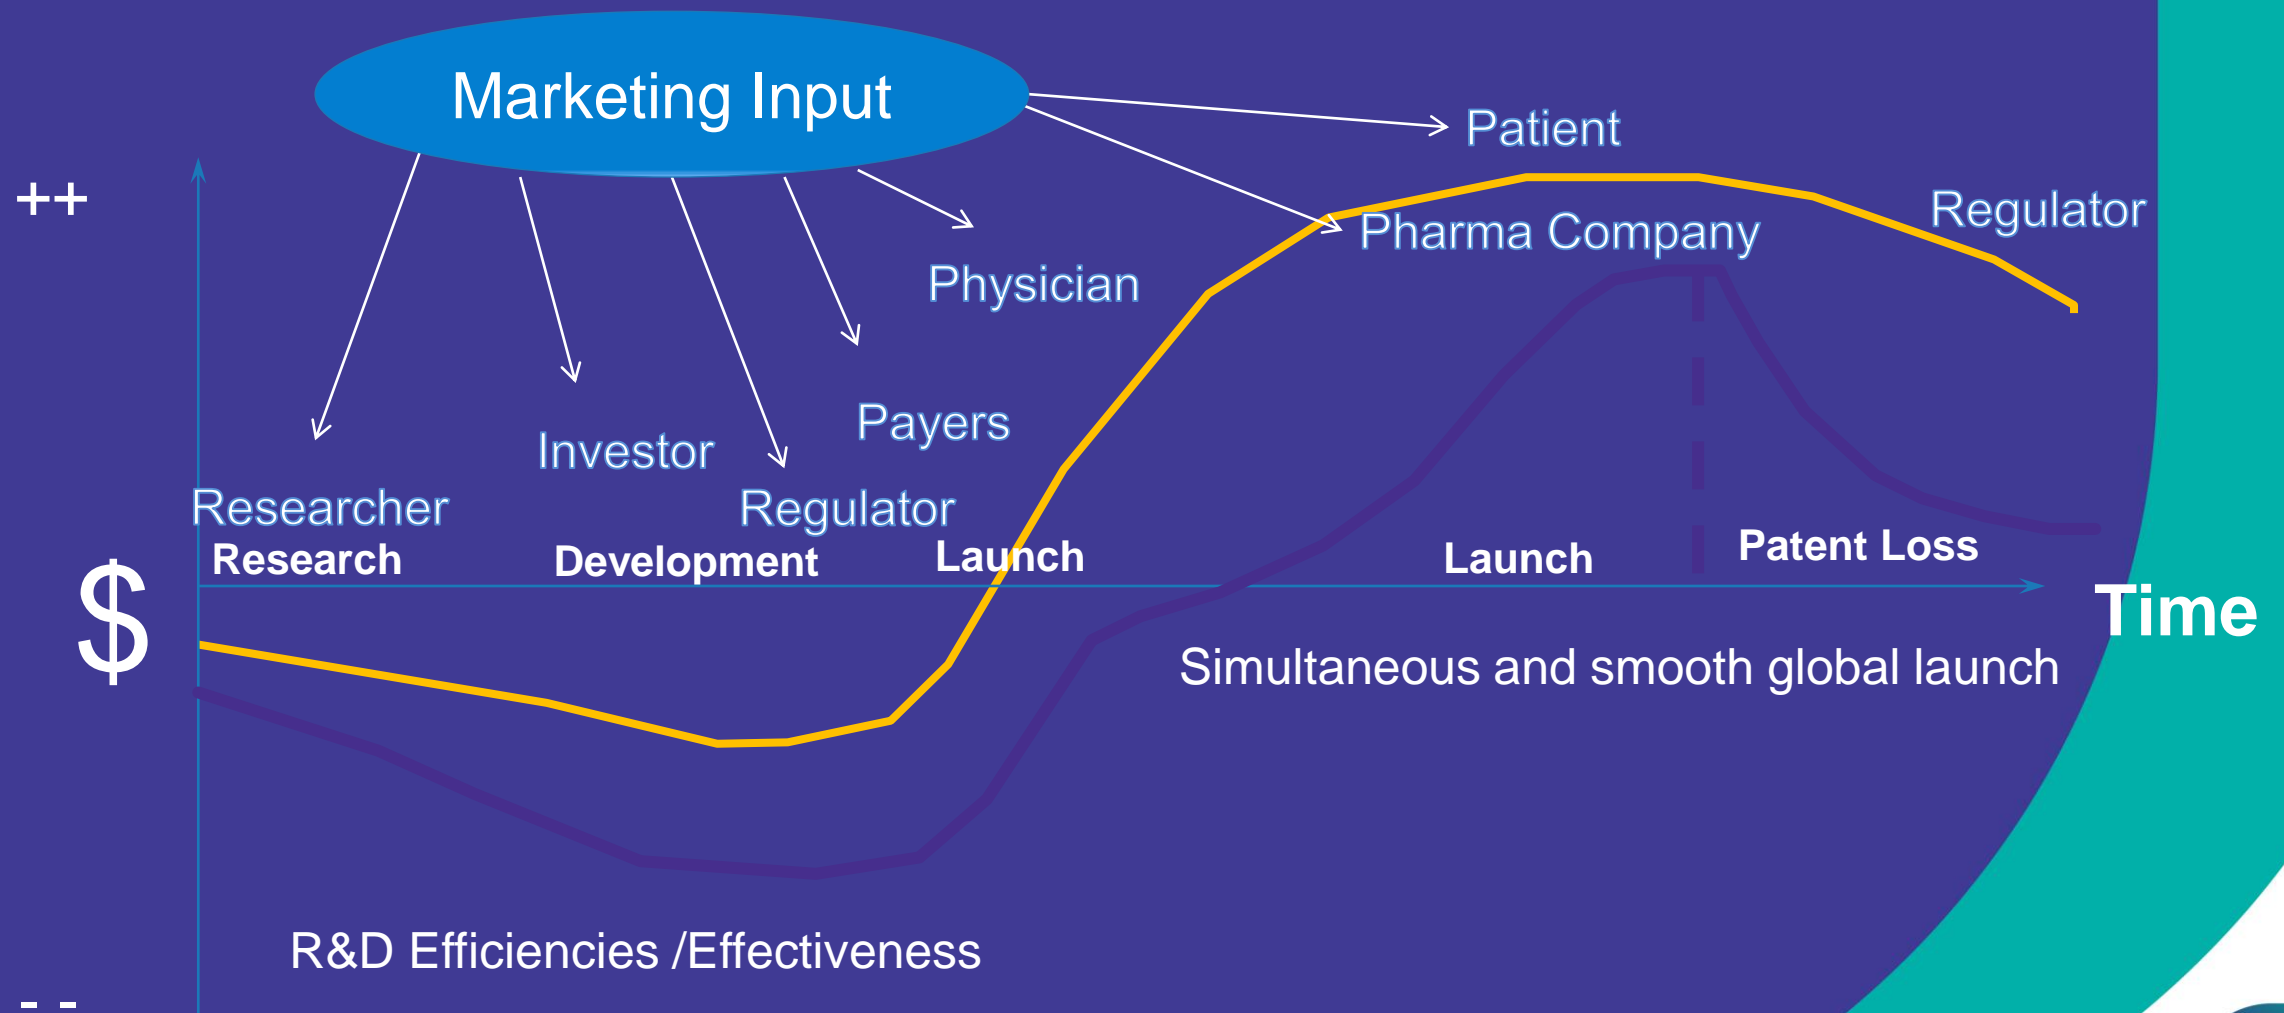 Marketing Input
Patient
++
Regulator
Pharma Company
Physician
Payers
Investor
Researcher
Regulator
Research
Development
Launch
Launch
Patent Loss
$
Time
Simultaneous and smooth global launch
R&D Efficiencies /Effectiveness
- -